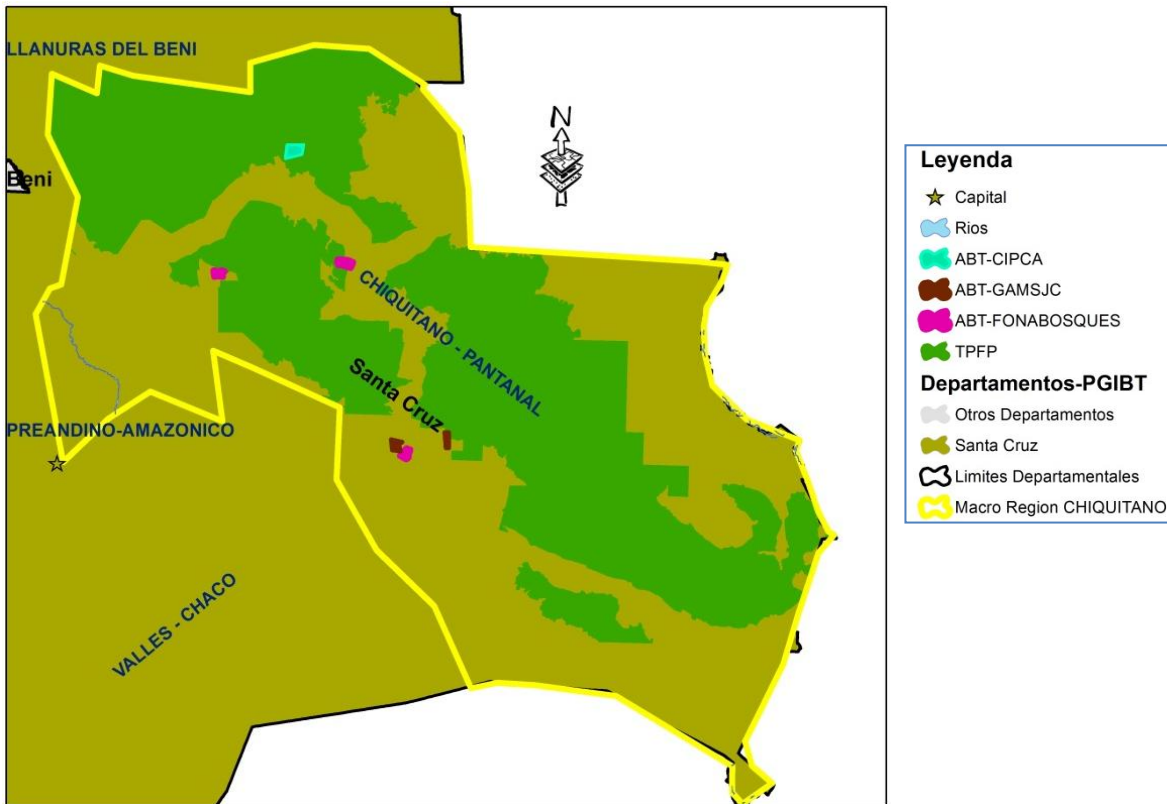 LLANURAS DEL BENI
Beni
N
CHIQUITANO - PANTANAL
Santa Cruz
PREANDINO-AMAZONICO
VALLES - CHACO
Leyenda
Capital
Rios
ABT-CIPCA
ABT-GAMSJC
ABT-FONABOSQUES
TPFP
Departamentos-PGIBT
Otros Departamentos
Santa Cruz
Limites Departamentales
Macro Region CHIQUITANO